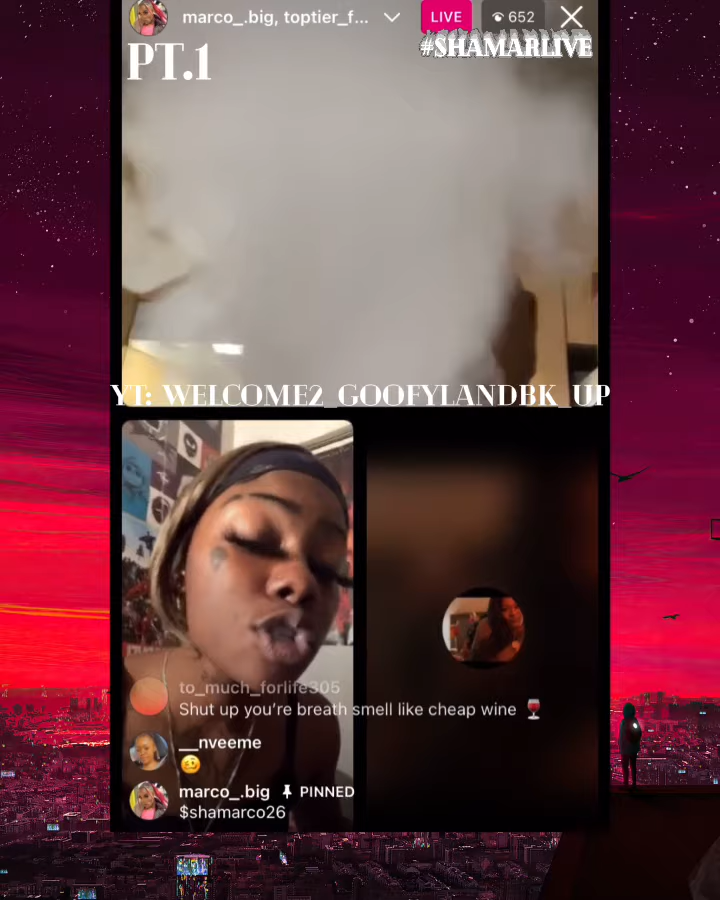 marco_.big, toptier_f...
LIVE
652
#SHAMARLIVE
PT.1
YT: WELCOME2_GOOFYLANDBK_UP
to_much_forlife305
Shut up you're breath smell like cheap wine 🍷
__nveeme
🥴
marco_.big 📌 PINNED
$shamarco26